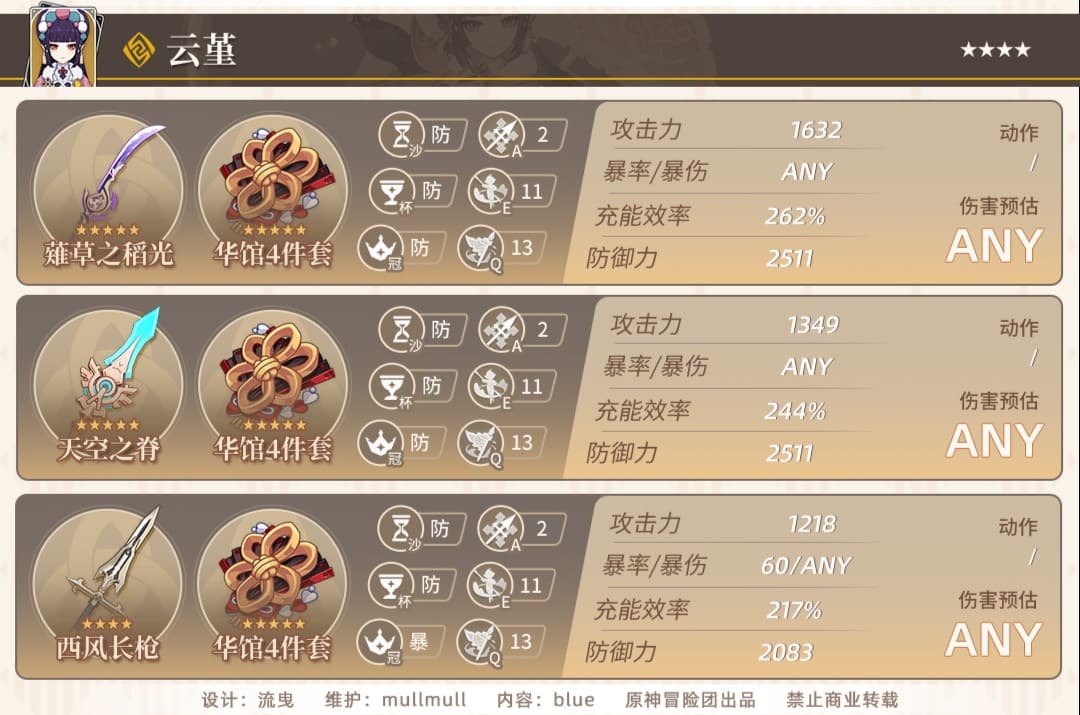 云堇
★★★★
沙 防 A 2
杯 防 E 11
冠 防 Q 13
★★★★★
薙草之稻光
★★★★★
华馆4件套
攻击力 1632
暴率/暴伤 ANY
充能效率 262%
防御力 2511
动作
/
伤害预估
ANY
沙 防 A 2
杯 防 E 11
冠 防 Q 13
★★★★★
天空之脊
★★★★★
华馆4件套
攻击力 1349
暴率/暴伤 ANY
充能效率 244%
防御力 2511
动作
/
伤害预估
ANY
沙 防 A 2
杯 防 E 11
冠 暴 Q 13
★★★★
西风长枪
★★★★★
华馆4件套
攻击力 1218
暴率/暴伤 60/ANY
充能效率 217%
防御力 2083
动作
/
伤害预估
ANY
设计：流曳 维护：mullmull 内容：blue 原神冒险团出品 禁止商业转载